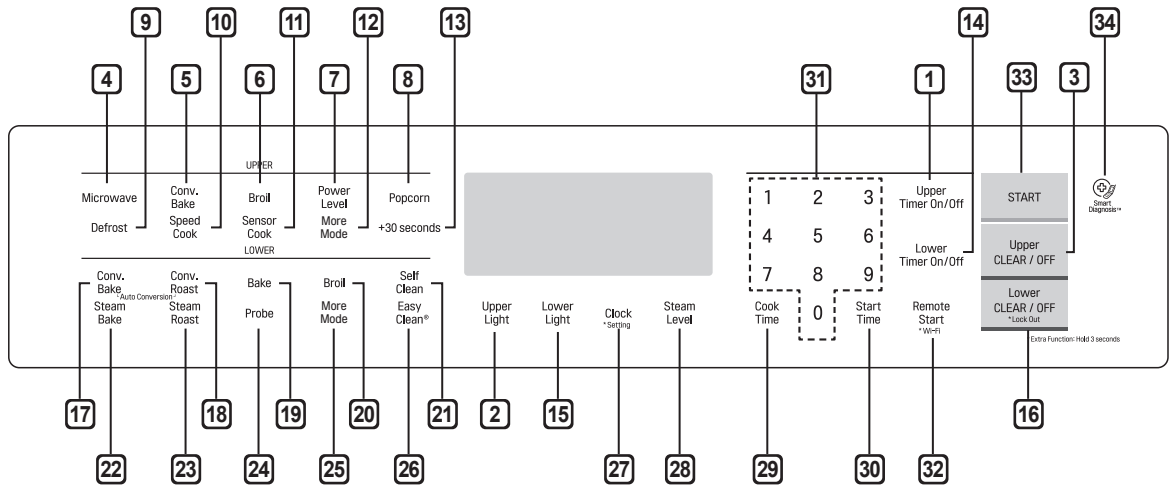 9 10 11 12 13 14 34
4 5 6 7 8 31 1 33 3
UPPER
Microwave
Conv.
Bake
Broil
Power
Level
Popcorn
Defrost
Speed
Cook
Sensor
Cook
More
Mode
+30 seconds
LOWER
Conv.
Bake
Conv.
Roast
Bake
Broil
Self
Clean
Auto Conversion
Steam
Bake
Steam
Roast
Probe
More
Mode
Easy
Clean®
Upper
Light
Lower
Light
Clock
*Setting
Steam
Level
1 2 3
4 5 6
7 8 9
0
Cook
Time
Start
Time
Upper
Timer On/Off
Lower
Timer On/Off
Remote
Start
*Wi-Fi
START
Upper
CLEAR / OFF
Lower
CLEAR / OFF
*Lock Out
Extra Function: Hold 3 seconds
Smart
Diagnosis™
17 18 19 20 21 2 15 16
22 23 24 25 26 27 28 29 30 32